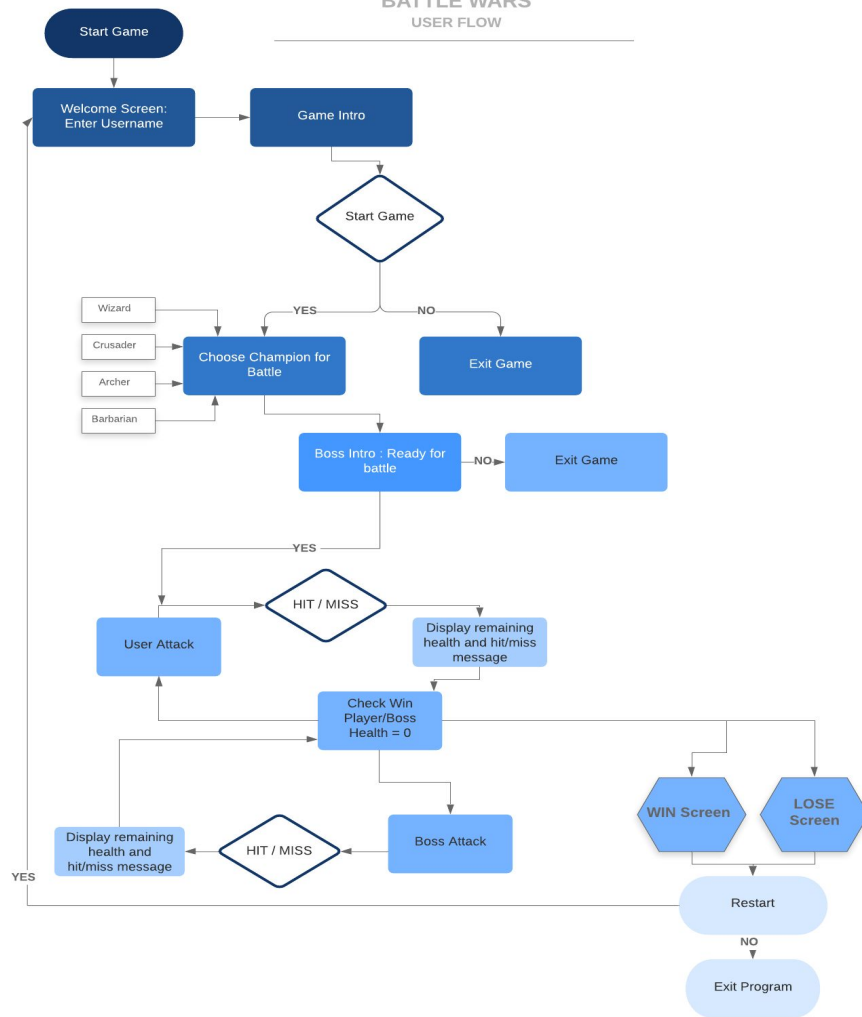 BATTLE WARS
USER FLOW
Start Game
Welcome Screen:
Enter Username
Game Intro
Start Game
YES
NO
Wizard
Crusader
Archer
Barbarian
Choose Champion for
Battle
Exit Game
Boss Intro : Ready for
battle
NO
Exit Game
YES
HIT / MISS
User Attack
Display remaining
health and hit/miss
message
Check Win
Player/Boss
Health = 0
WIN Screen
LOSE
Screen
Display remaining
health and
hit/miss message
HIT / MISS
Boss Attack
YES
Restart
NO
Exit Program